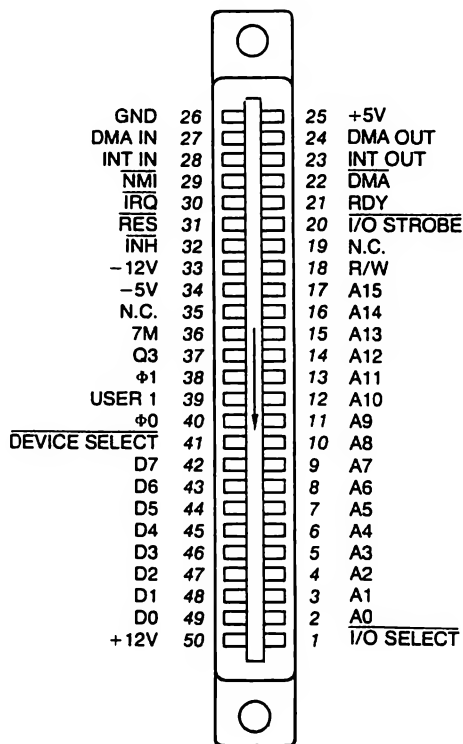 GND 26 25 +5V
DMA IN 27 24 DMA OUT
INT IN 28 23 INT OUT
NMI 29 22 DMA
IRQ 30 21 RDY
RES 31 20 I/O STROBE
INH 32 19 N.C.
−12V 33 18 R/W
−5V 34 17 A15
N.C. 35 16 A14
7M 36 15 A13
Q3 37 14 A12
Φ1 38 13 A11
USER 1 39 12 A10
Φ0 40 11 A9
DEVICE SELECT 41 10 A8
D7 42 9 A7
D6 43 8 A6
D5 44 7 A5
D4 45 6 A4
D3 46 5 A3
D2 47 4 A2
D1 48 3 A1
D0 49 2 A0
+12V 50 1 I/O SELECT